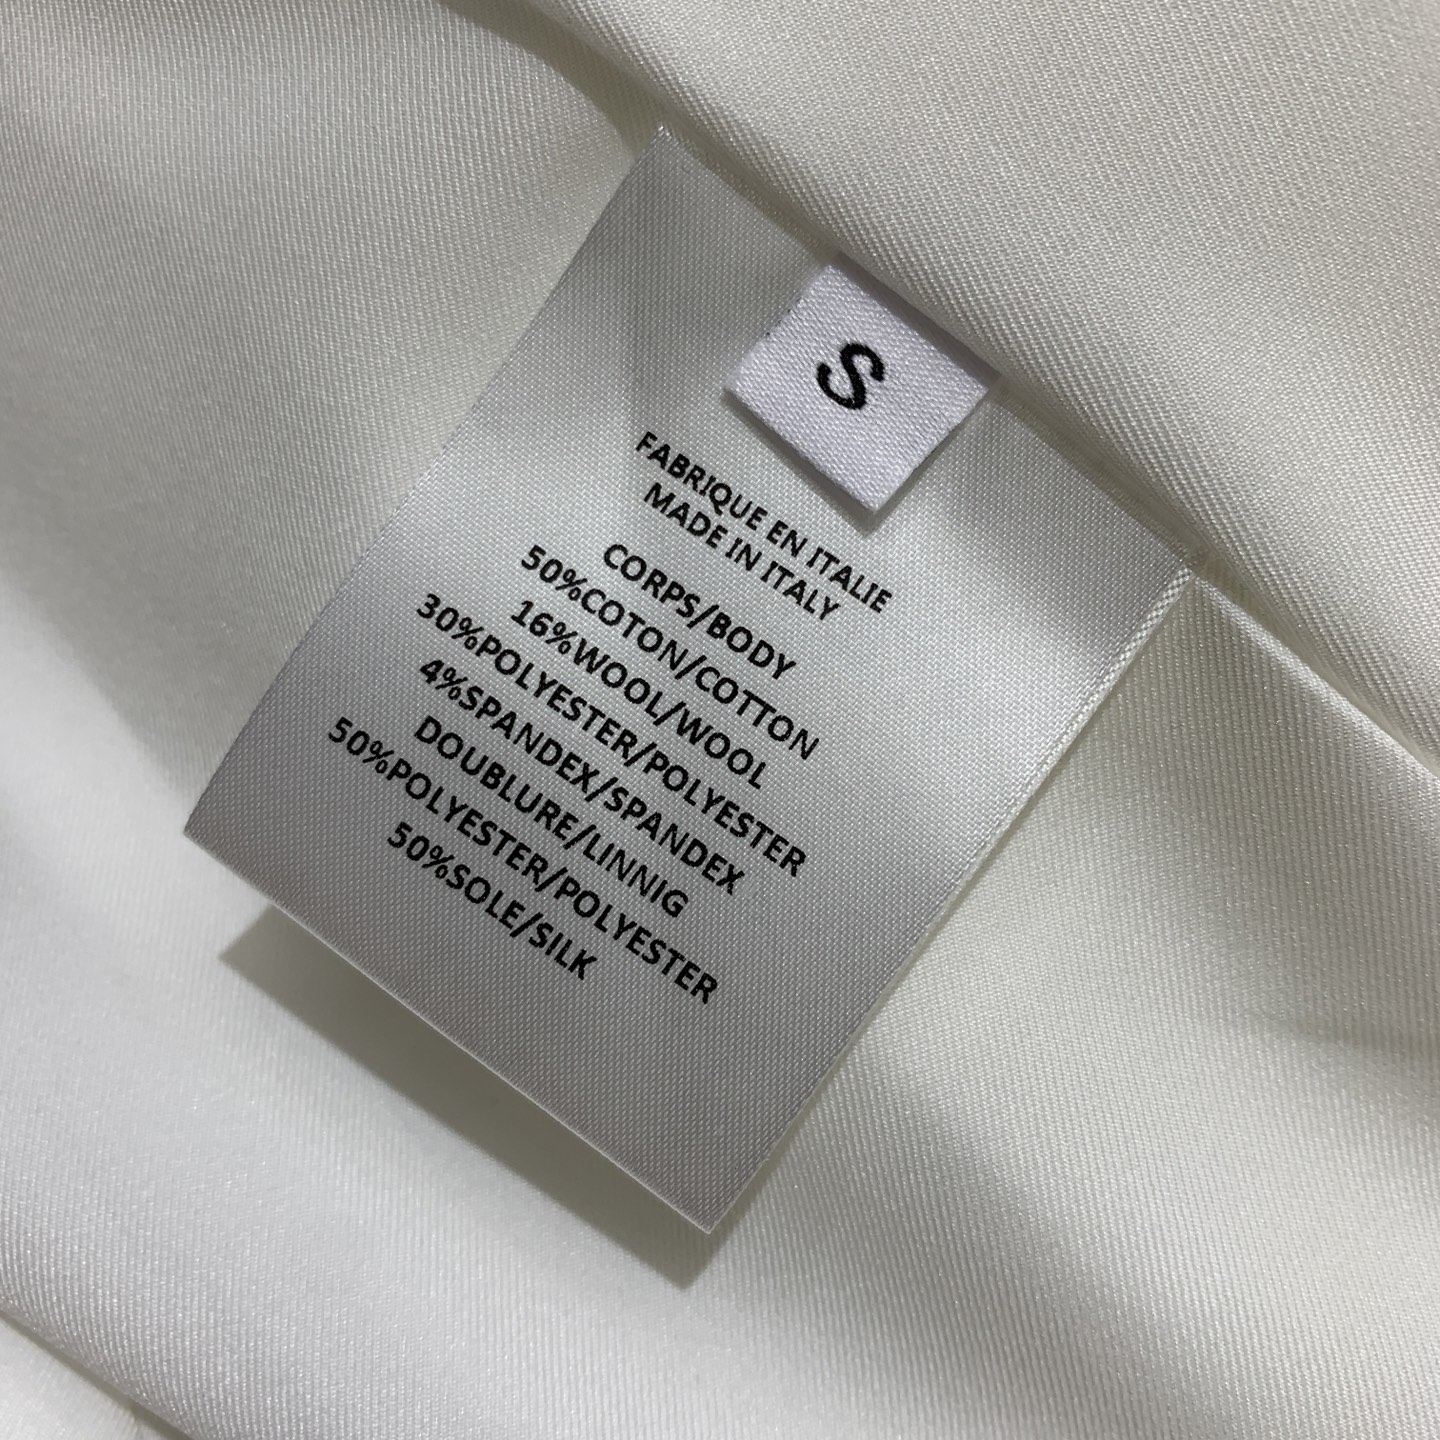 S
FABRIQUE EN ITALIE
MADE IN ITALY
CORPS/BODY
50%COTON/COTTON
16%WOOL/WOOL
30%POLYESTER/POLYESTER
4%SPANDEX/SPANDEX
DOUBLURE/LINNIG
50%POLYESTER/POLYESTER
50%SOLE/SILK